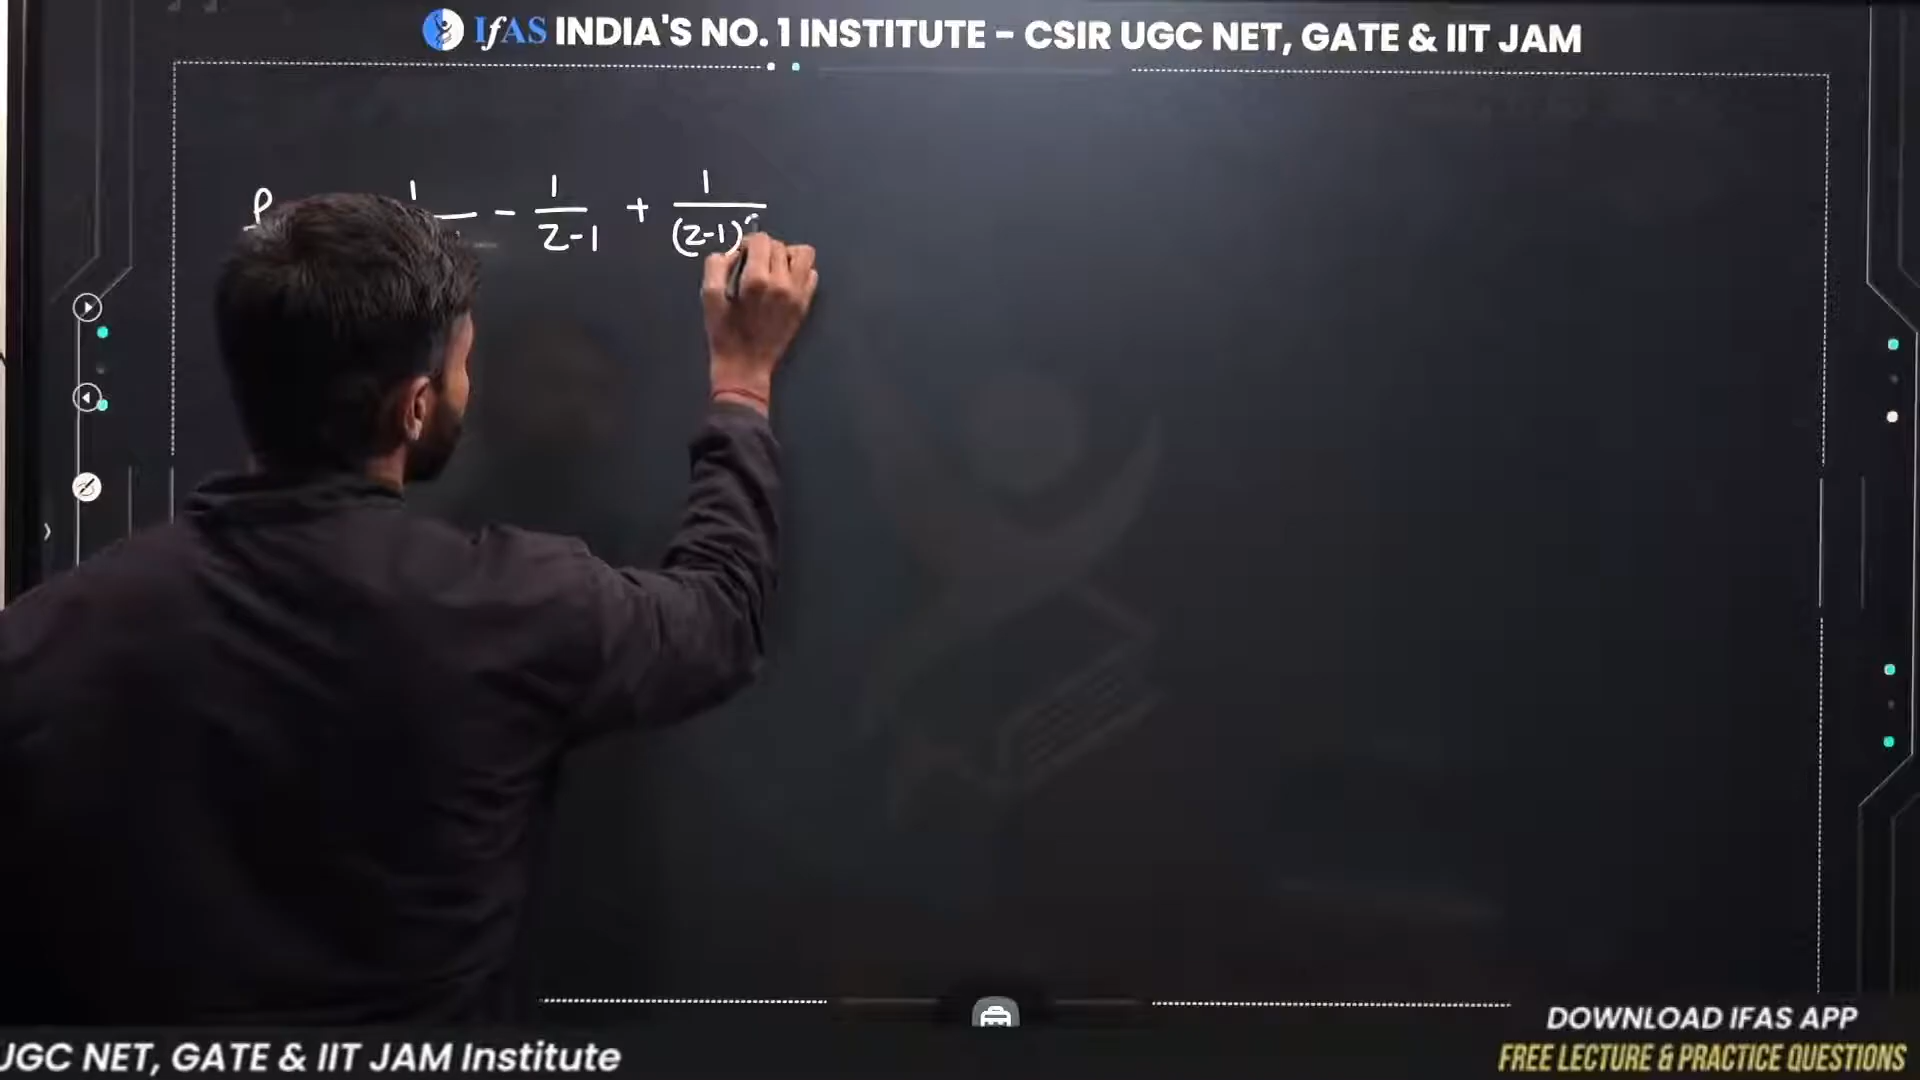 IfAS INDIA'S NO. 1 INSTITUTE - CSIR UGC NET, GATE & IIT JAM
1 - 1/(z-1) + 1/(z-1)
UGC NET, GATE & IIT JAM Institute
DOWNLOAD IFAS APP
FREE LECTURE & PRACTICE QUESTIONS